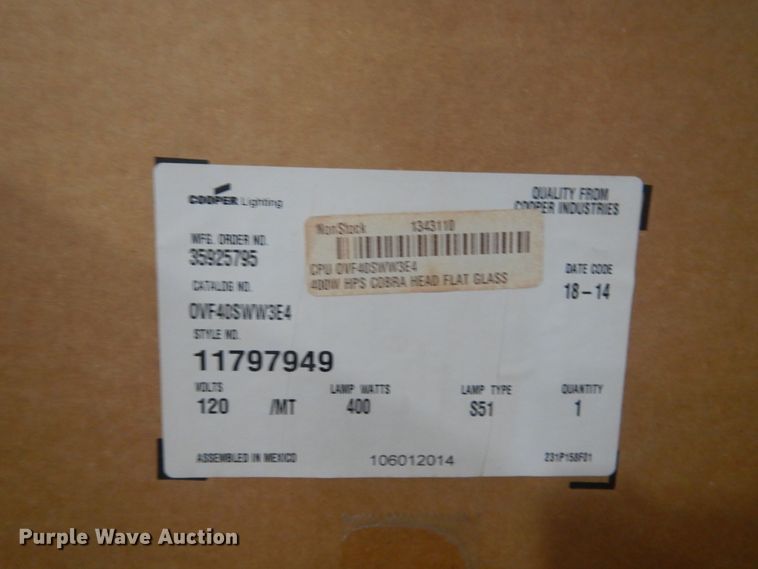 COOPER Lighting
QUALITY FROM
COOPER INDUSTRIES
NonStock 1343110
CPU OVF40SWW3E4
400W HPS COBRA HEAD FLAT GLASS
MFG. ORDER NO.
35925795
DATE CODE
18-14
CATALOG NO.
OVF40SWW3E4
STYLE NO.
11797949
VOLTS LAMP WATTS LAMP TYPE QUANTITY
120 /MT 400 S51 1
ASSEMBLED IN MEXICO 106012014 231P158F01
Purple Wave Auction